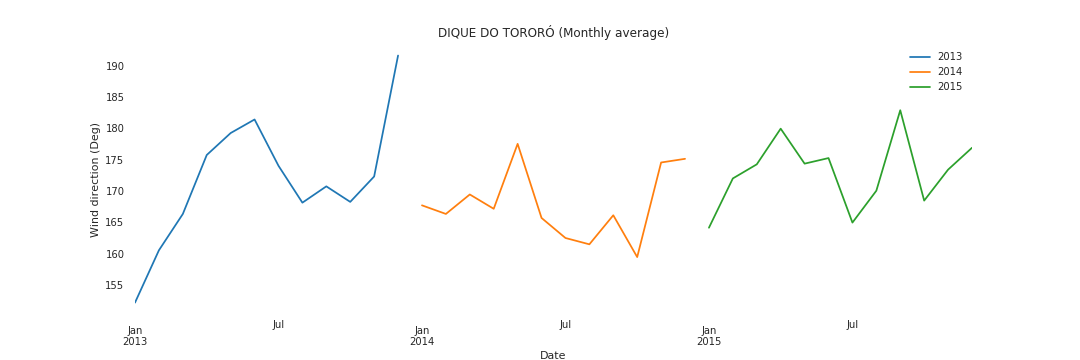 DIQUE DO TORORÓ (Monthly average)
2013
2014
2015
Wind direction (Deg)
190
185
180
175
170
165
160
155
Jan
2013
Jul
Jan
2014
Jul
Jan
2015
Jul
Date